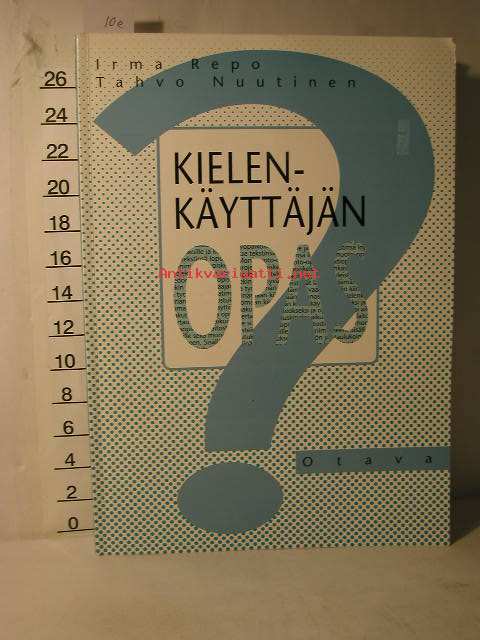 10e
Irma Repo
Tahvo Nuutinen
KIELEN-
KÄYTTÄJÄN
OPAS
Antikvariaatti.net
Otava
26
24
22
20
18
16
14
12
10
8
6
4
2
0